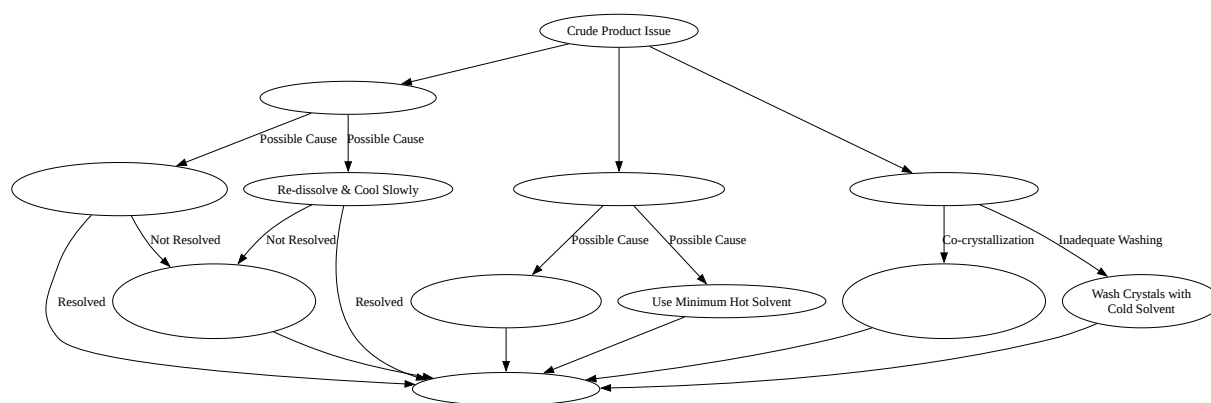 Crude Product Issue
Possible Cause
Possible Cause
Re-dissolve & Cool Slowly
Not Resolved
Not Resolved
Possible Cause
Possible Cause
Co-crystallization
Inadequate Washing
Resolved
Resolved
Use Minimum Hot Solvent
Wash Crystals with
Cold Solvent